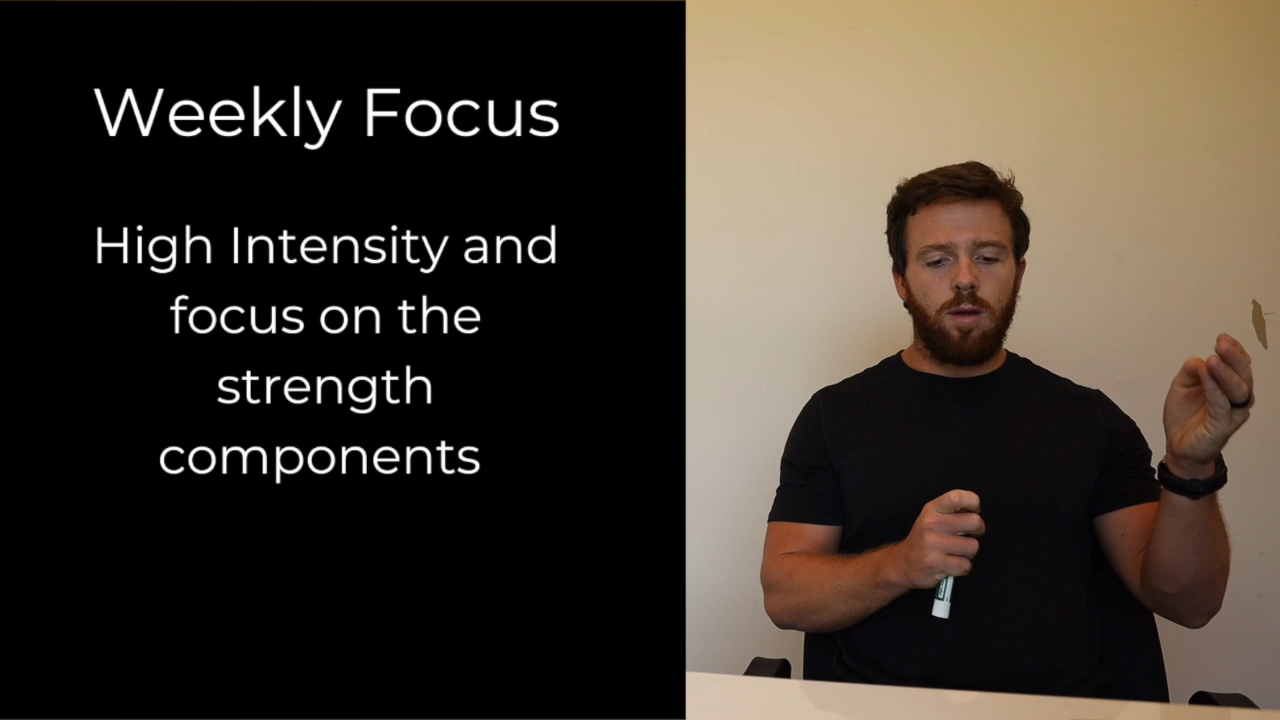 Weekly Focus
High Intensity and
focus on the
strength
components